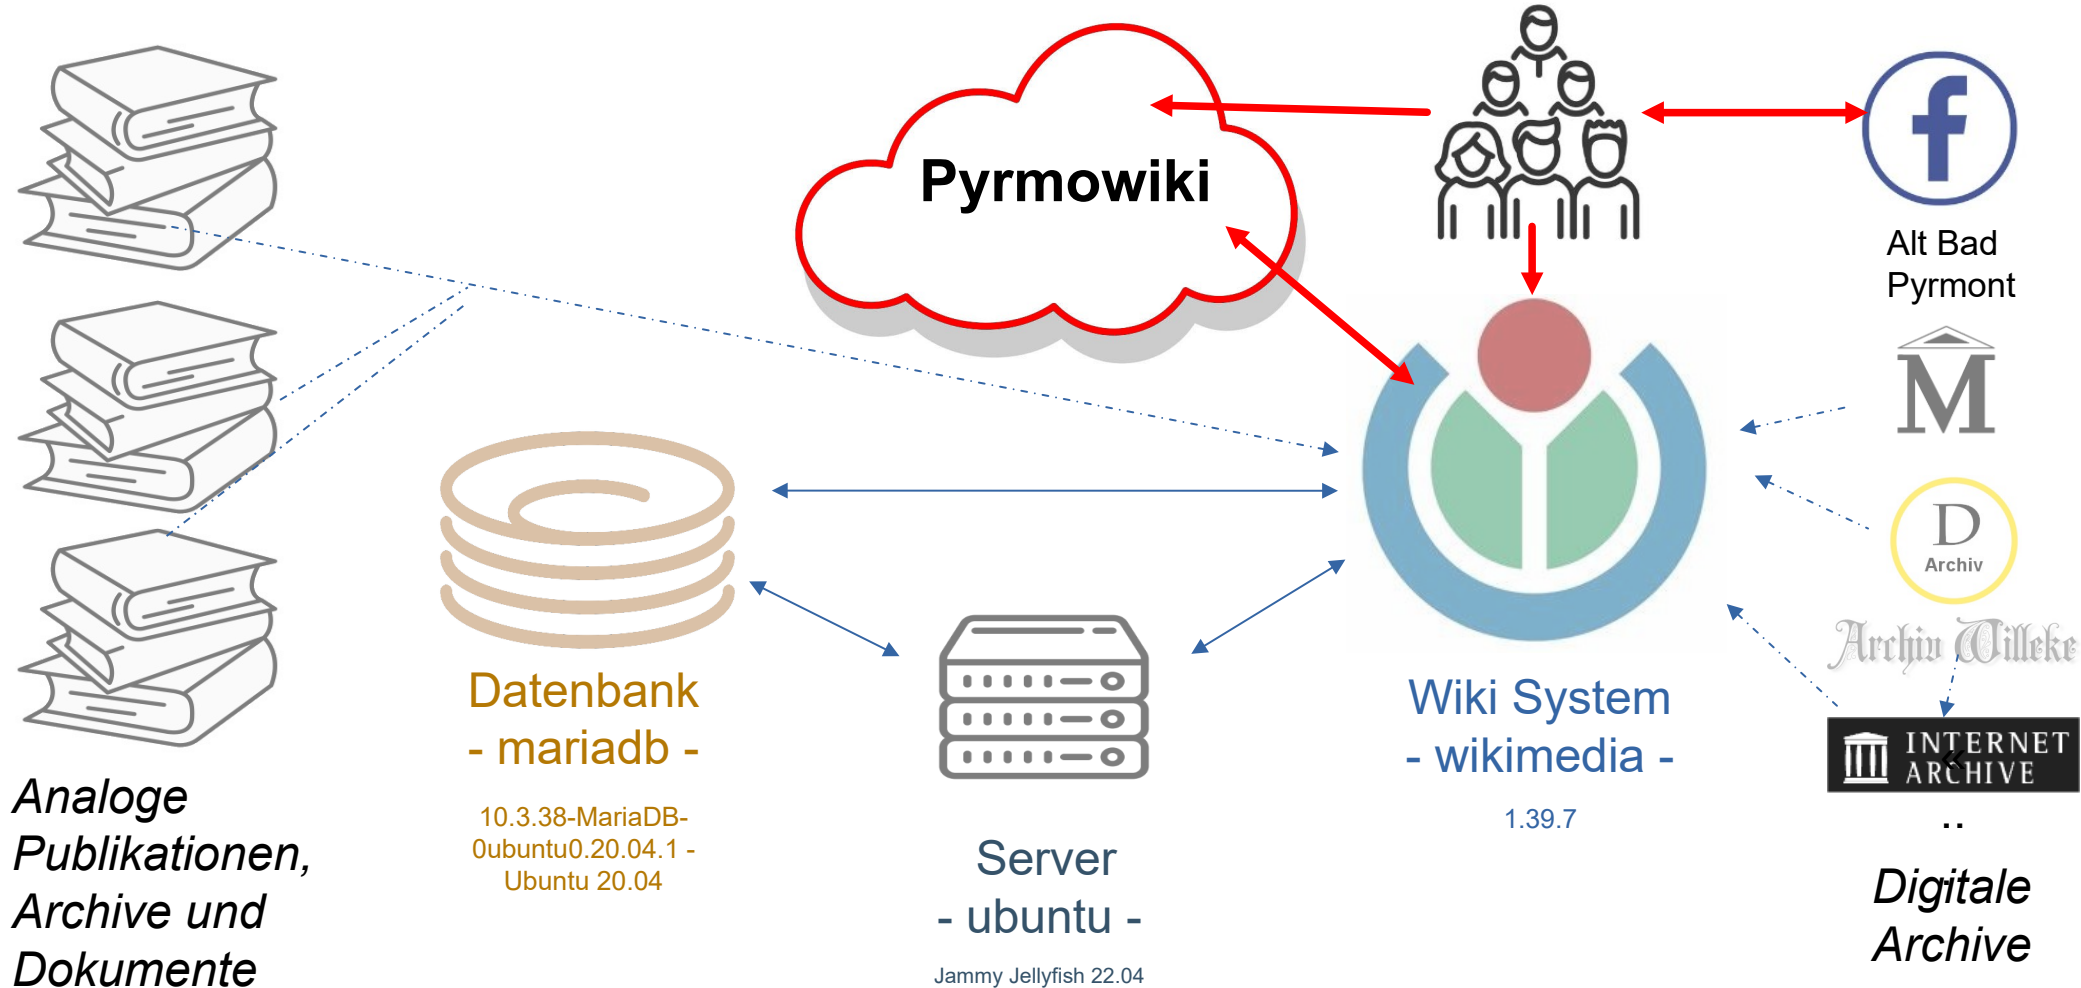 Pyrmowiki
f
Alt Bad
Pyrmont
M
D
Archiv
Archiv Willeke
INTERNET
ARCHIVE
«
..
Digitale
Archive
Analoge
Publikationen,
Archive und
Dokumente
Datenbank
- mariadb -
10.3.38-MariaDB-
0ubuntu0.20.04.1 -
Ubuntu 20.04
Server
- ubuntu -
Jammy Jellyfish 22.04
Wiki System
- wikimedia -
1.39.7